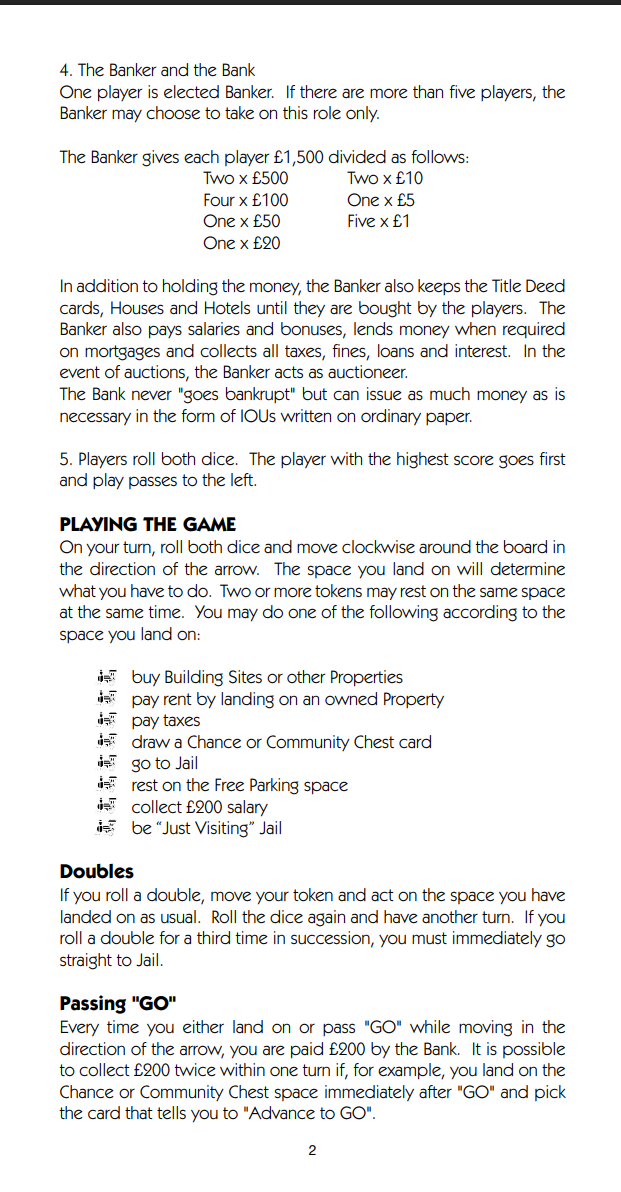 4. The Banker and the Bank
One player is elected Banker. If there are more than five players, the
Banker may choose to take on this role only.
The Banker gives each player £1,500 divided as follows:
Two x £500 Two x £10
Four x £100 One x £5
One x £50 Five x £1
One x £20
In addition to holding the money, the Banker also keeps the Title Deed
cards, Houses and Hotels until they are bought by the players. The
Banker also pays salaries and bonuses, lends money when required
on mortgages and collects all taxes, fines, loans and interest. In the
event of auctions, the Banker acts as auctioneer.
The Bank never "goes bankrupt" but can issue as much money as is
necessary in the form of IOUs written on ordinary paper.
5. Players roll both dice. The player with the highest score goes first
and play passes to the left.
PLAYING THE GAME
On your turn, roll both dice and move clockwise around the board in
the direction of the arrow. The space you land on will determine
what you have to do. Two or more tokens may rest on the same space
at the same time. You may do one of the following according to the
space you land on:
buy Building Sites or other Properties
pay rent by landing on an owned Property
pay taxes
draw a Chance or Community Chest card
go to Jail
rest on the Free Parking space
collect £200 salary
be “Just Visiting” Jail
Doubles
If you roll a double, move your token and act on the space you have
landed on as usual. Roll the dice again and have another turn. If you
roll a double for a third time in succession, you must immediately go
straight to Jail.
Passing "GO"
Every time you either land on or pass "GO" while moving in the
direction of the arrow, you are paid £200 by the Bank. It is possible
to collect £200 twice within one turn if, for example, you land on the
Chance or Community Chest space immediately after "GO" and pick
the card that tells you to "Advance to GO".
2